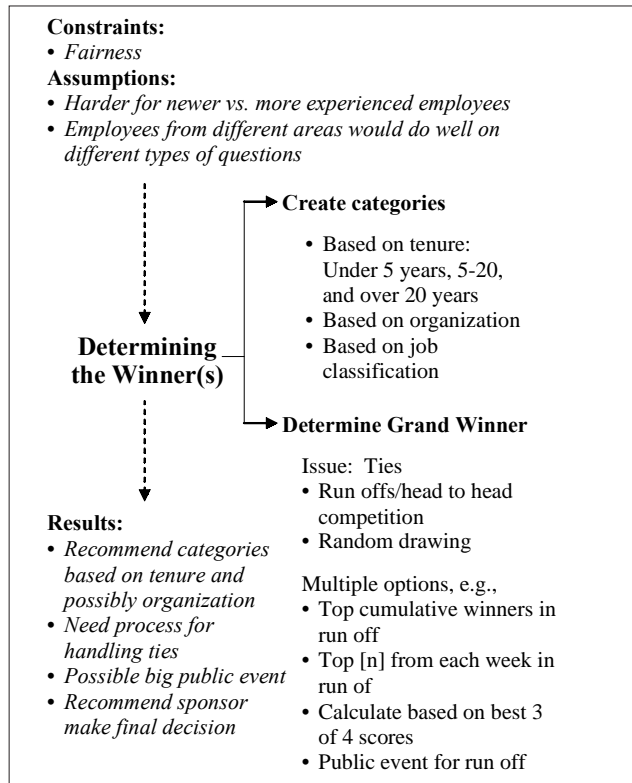 Constraints:
• Fairness
Assumptions:
• Harder for newer vs. more experienced employees
• Employees from different areas would do well on
different types of questions
Create categories
• Based on tenure:
Under 5 years, 5-20,
and over 20 years
• Based on organization
• Based on job
classification
Determining
the Winner(s)
Determine Grand Winner
Issue: Ties
• Run offs/head to head
competition
• Random drawing
Multiple options, e.g.,
• Top cumulative winners in
run off
• Top [n] from each week in
run of
• Calculate based on best 3
of 4 scores
• Public event for run off
Results:
• Recommend categories
based on tenure and
possibly organization
• Need process for
handling ties
• Possible big public event
• Recommend sponsor
make final decision